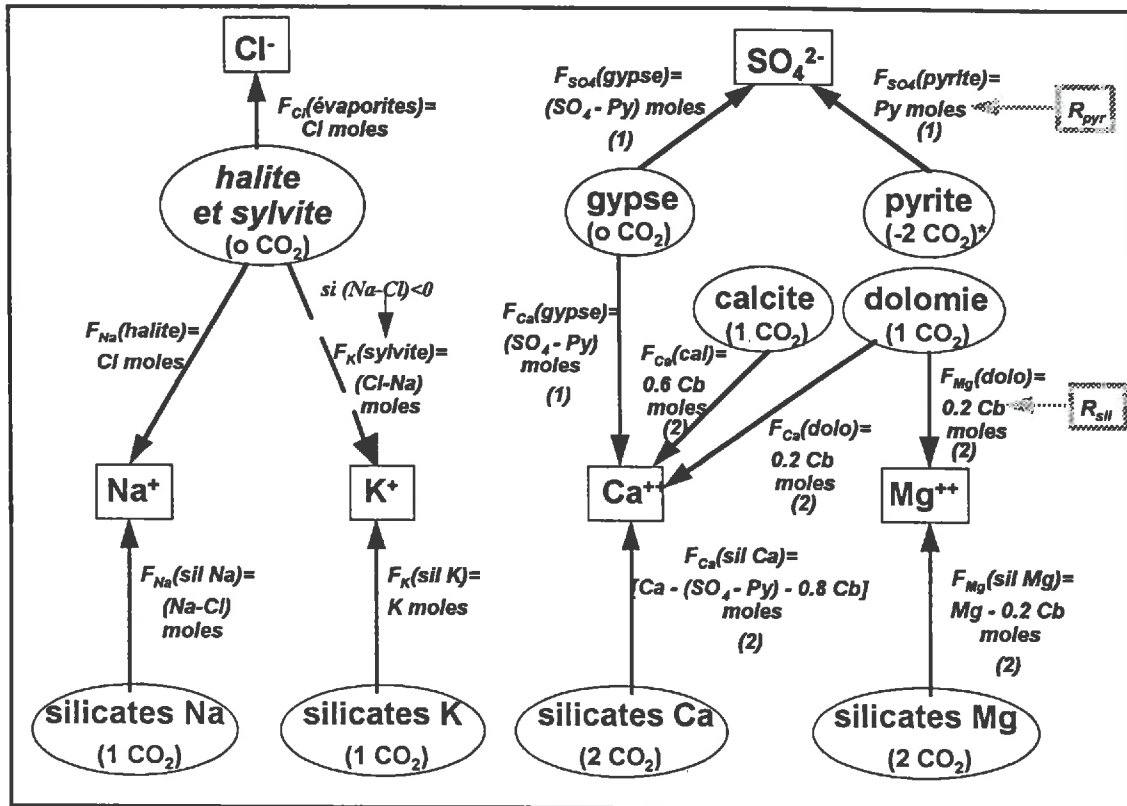 Cl-
F_Cl(évaporites)=
Cl moles
halite
et sylvite
(o CO2)
F_Na(halite)=
Cl moles
si (Na-Cl)<0
F_K(sylvite)=
(Cl-Na)
moles
Na+
K+
F_Na(sil Na)=
(Na-Cl)
moles
F_K(sil K)=
K moles
silicates Na
(1 CO2)
silicates K
(1 CO2)
SO4 2-
F_SO4(gypse)=
(SO4 - Py) moles
(1)
F_SO4(pyrite)=
Py moles
(1)
R_pyr
gypse
(o CO2)
pyrite
(-2 CO2)*
calcite
(1 CO2)
dolomie
(1 CO2)
F_Ca(gypse)=
(SO4 - Py)
moles
(1)
F_Ca(cal)=
0.6 Cb
moles
(2)
F_Ca(dolo)=
0.2 Cb
moles
(2)
F_Mg(dolo)=
0.2 Cb
moles
(2)
R_sil
Ca++
Mg++
F_Ca(sil Ca)=
[Ca - (SO4 - Py) - 0.8 Cb]
moles
(2)
F_Mg(sil Mg)=
Mg - 0.2 Cb
moles
(2)
silicates Ca
(2 CO2)
silicates Mg
(2 CO2)